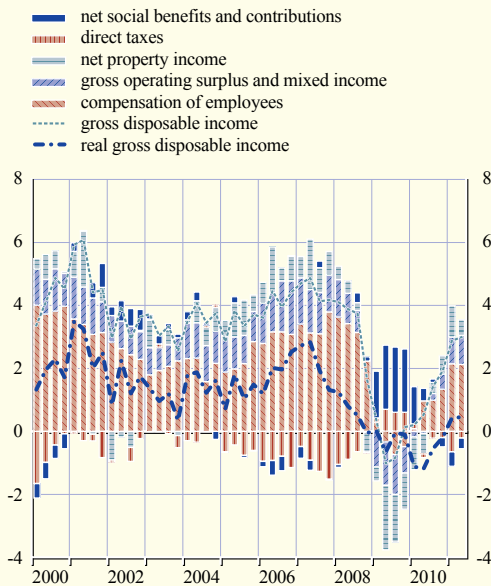 net social benefits and contributions
direct taxes
net property income
gross operating surplus and mixed income
compensation of employees
gross disposable income
real gross disposable income
8 8
6 6
4 4
2 2
0 0
-2 -2
-4 -4
2000 2002 2004 2006 2008 2010